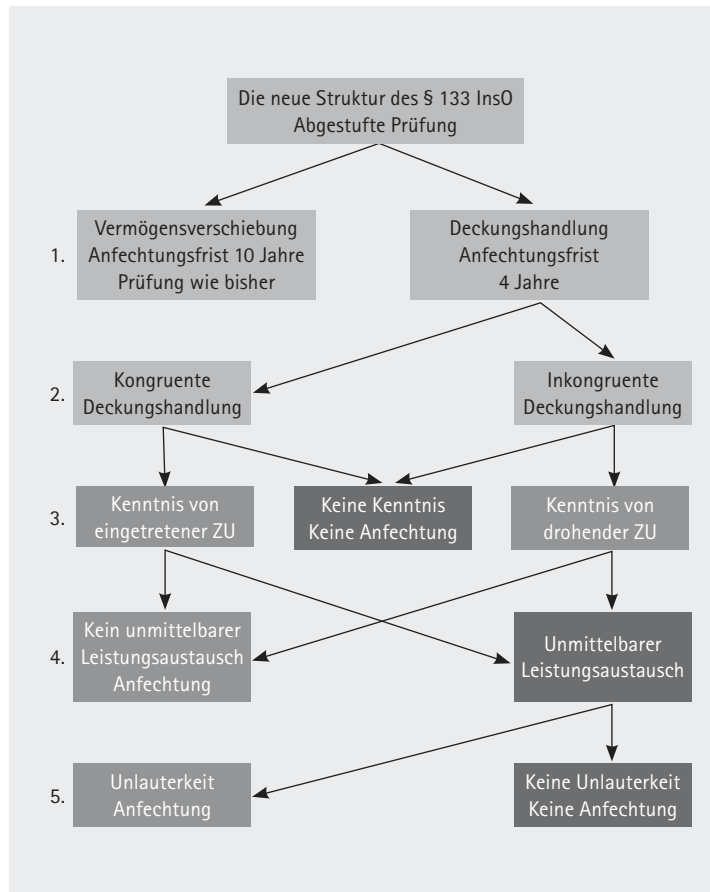 Die neue Struktur des § 133 InsO
Abgestufte Prüfung
1.
Vermögensverschiebung
Anfechtungsfrist 10 Jahre
Prüfung wie bisher
Deckungshandlung
Anfechtungsfrist
4 Jahre
2.
Kongruente
Deckungshandlung
Inkongruente
Deckungshandlung
3.
Kenntnis von
eingetretener ZU
Keine Kenntnis
Keine Anfechtung
Kenntnis von
drohender ZU
4.
Kein unmittelbarer
Leistungsaustausch
Anfechtung
Unmittelbarer
Leistungsaustausch
5.
Unlauterkeit
Anfechtung
Keine Unlauterkeit
Keine Anfechtung